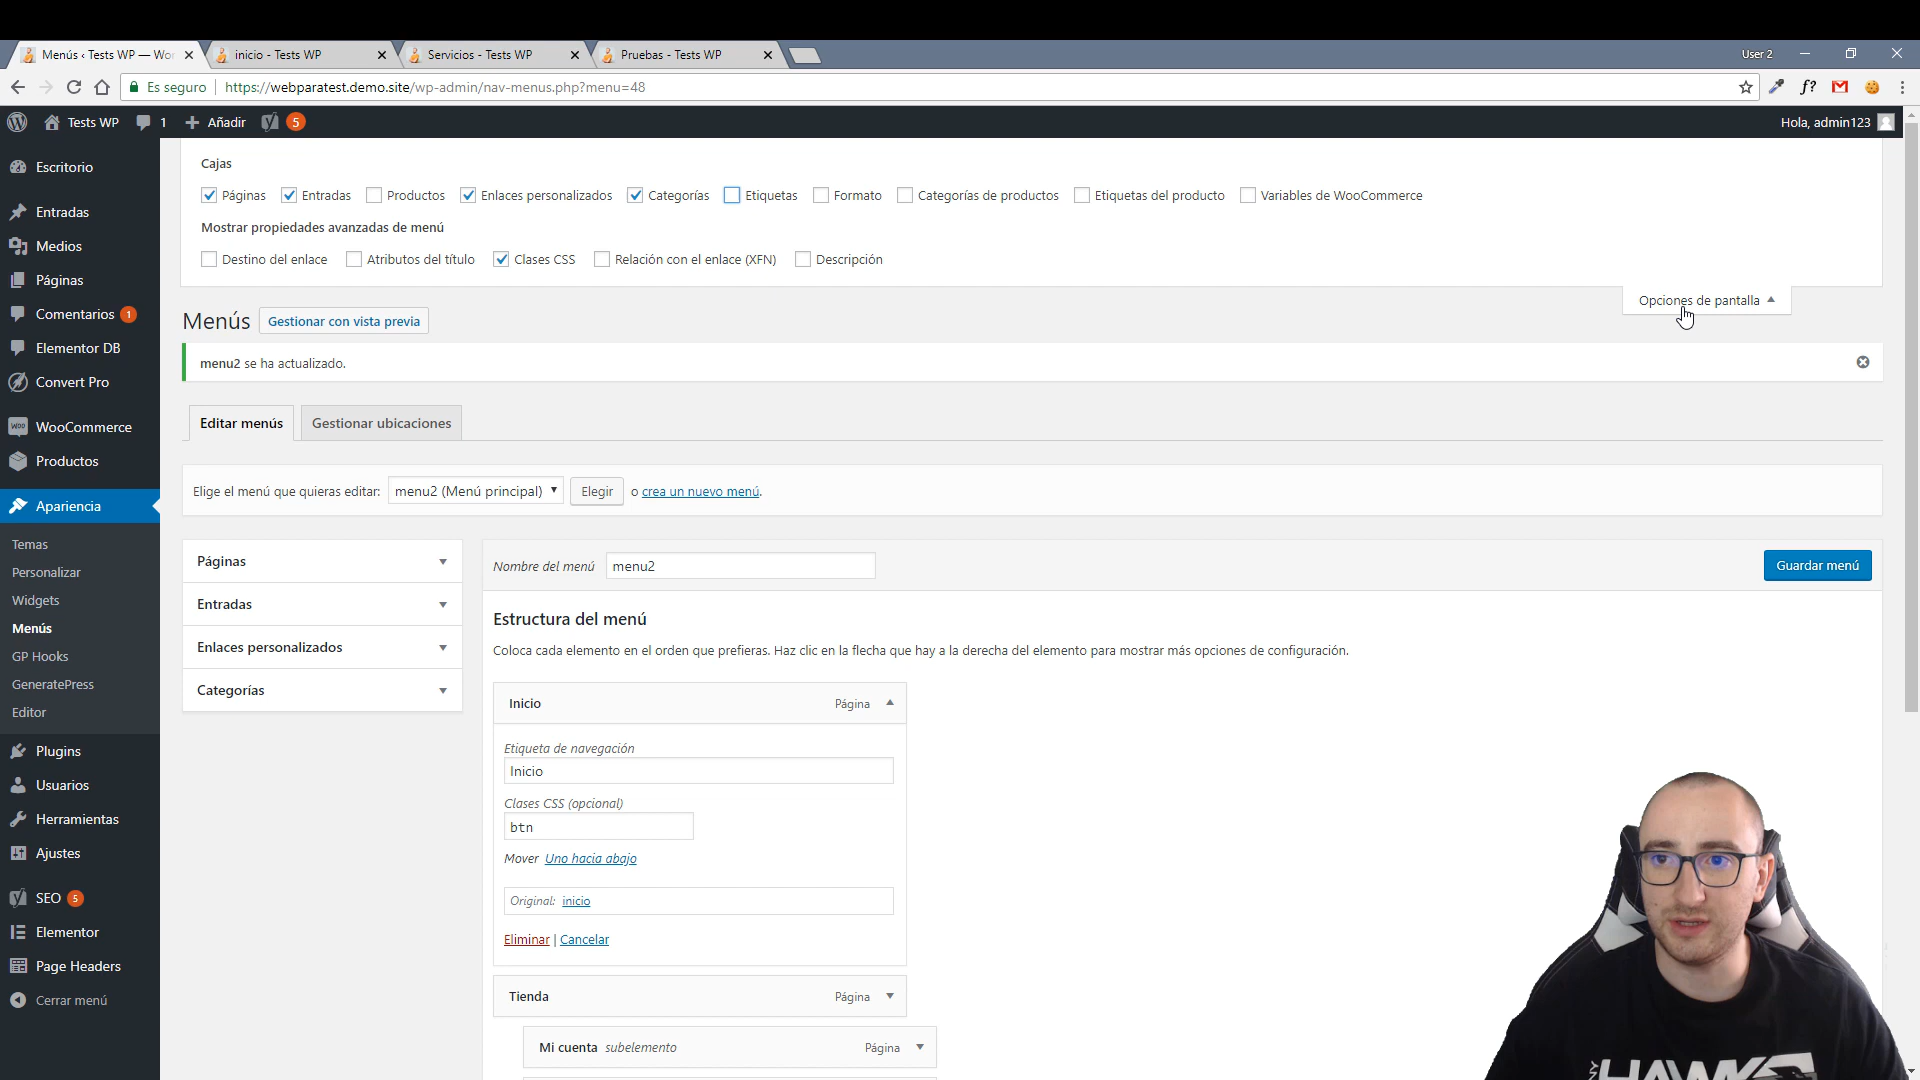 Menús ‹ Tests WP — Wor
inicio - Tests WP
Servicios - Tests WP
Pruebas - Tests WP
User 2
Es seguro
https://webparatest.demo.site/wp-admin/nav-menus.php?menu=48
f?
Tests WP
1
Añadir
5
Hola, admin123
Escritorio
Entradas
Medios
Páginas
Comentarios 1
Elementor DB
Convert Pro
WooCommerce
Productos
Apariencia
Temas
Personalizar
Widgets
Menús
GP Hooks
GeneratePress
Editor
Plugins
Usuarios
Herramientas
Ajustes
SEO 5
Elementor
Page Headers
Cerrar menú
Cajas
Páginas Entradas Productos Enlaces personalizados Categorías Etiquetas Formato Categorías de productos Etiquetas del producto Variables de WooCommerce
Mostrar propiedades avanzadas de menú
Destino del enlace Atributos del título Clases CSS Relación con el enlace (XFN) Descripción
Opciones de pantalla
Menús Gestionar con vista previa
menu2 se ha actualizado.
Editar menús Gestionar ubicaciones
Elige el menú que quieras editar: menu2 (Menú principal) Elegir o crea un nuevo menú.
Páginas
Entradas
Enlaces personalizados
Categorías
Nombre del menú menu2
Guardar menú
Estructura del menú
Coloca cada elemento en el orden que prefieras. Haz clic en la flecha que hay a la derecha del elemento para mostrar más opciones de configuración.
Inicio Página
Etiqueta de navegación
Inicio
Clases CSS (opcional)
btn
Mover Uno hacia abajo
Original: inicio
Eliminar | Cancelar
Tienda Página
Mi cuenta subelemento Página
HAWKS